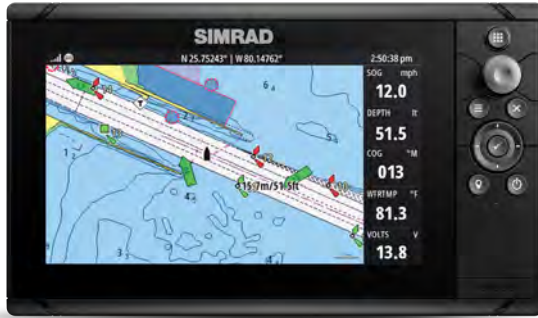 SIMRAD
N 25.75243° | W 80.14762°
2:50:38 pm
SOG mph
12.0
DEPTH ft
51.5
COG °M
013
WTRTMP °F
81.3
VOLTS V
13.8
15.7m/51.5ft